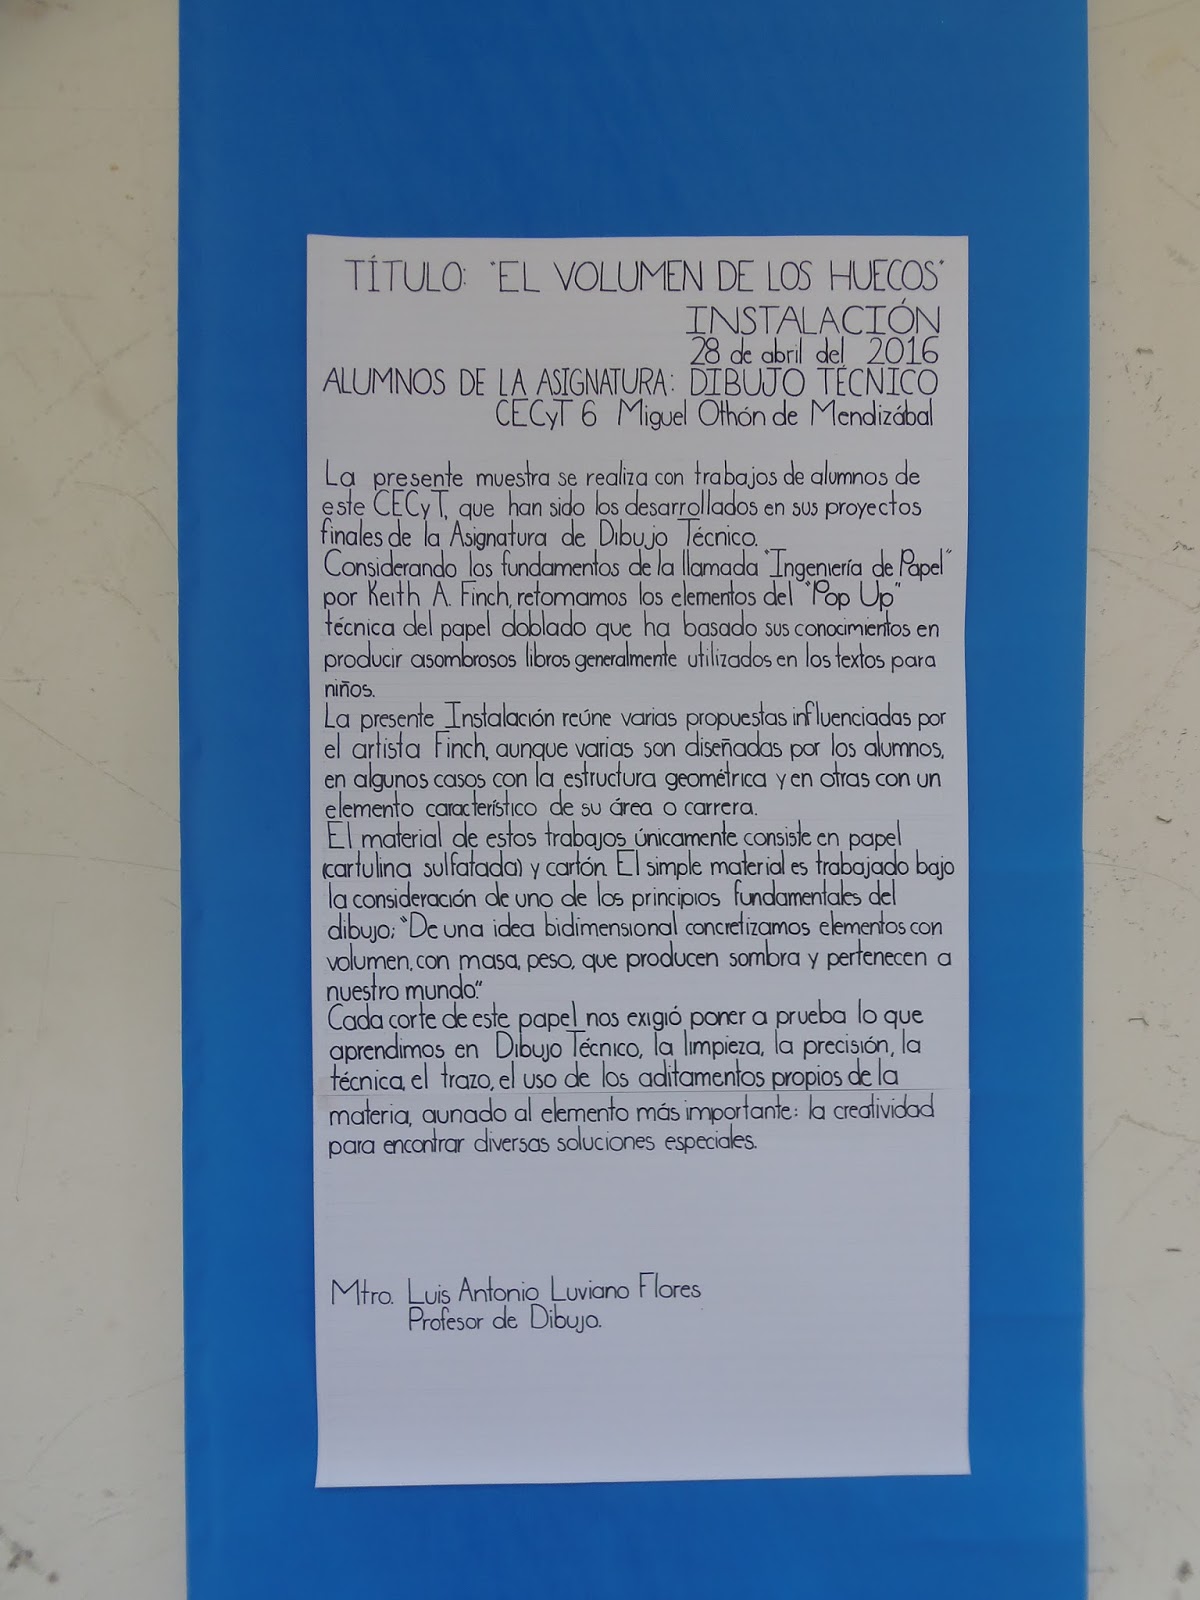 TÍTULO: "EL VOLUMEN DE LOS HUECOS"
INSTALACIÓN
28 de abril del 2016
ALUMNOS DE LA ASIGNATURA: DIBUJO TÉCNICO
CECyT 6 Miguel Othón de Mendizábal
La presente muestra se realiza con trabajos de alumnos de
este CECyT, que han sido los desarrollados en sus proyectos
finales de la Asignatura de Dibujo Técnico.
Considerando los fundamentos de la llamada "Ingeniería de Papel"
por Keith A. Finch, retomamos los elementos del "Pop Up"
técnica del papel doblado que ha basado sus conocimientos en
producir asombrosos libros generalmente utilizados en los textos para
niños.
La presente Instalación reúne varias propuestas influenciadas por
el artista Finch, aunque varias son diseñadas por los alumnos,
en algunos casos con la estructura geométrica y en otras con un
elemento característico de su área o carrera.
El material de estos trabajos únicamente consiste en papel
(cartulina sulfatada) y cartón. El simple material es trabajado bajo
la consideración de uno de los principios fundamentales del
dibujo; "De una idea bidimensional concretizamos elementos con
volumen, con masa, peso, que producen sombra y pertenecen a
nuestro mundo."
Cada corte de este papel nos exigió poner a prueba lo que
aprendimos en Dibujo Técnico, la limpieza, la precisión, la
técnica, el trazo, el uso de los aditamentos propios de la
materia, aunado al elemento más importante: la creatividad
para encontrar diversas soluciones especiales.
Mtro. Luis Antonio Luviano Flores
Profesor de Dibujo.